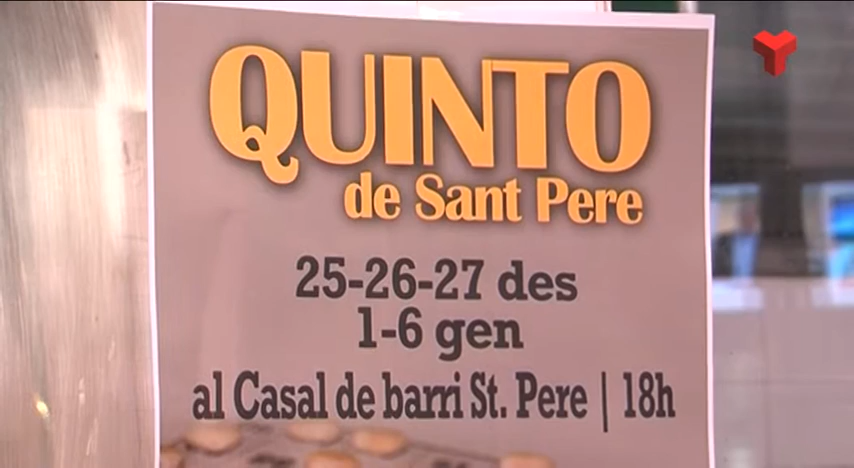 QUINTO
de Sant Pere
25-26-27 des
1-6 gen
al Casal de barri St. Pere | 18h